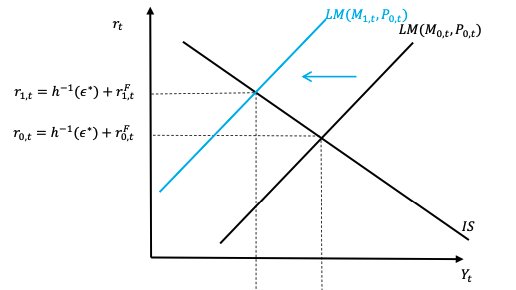 r_t
LM(M_{1,t}, P_{0,t})
LM(M_{0,t}, P_{0,t})
r_{1,t} = h^{-1}(ϵ*) + r^F_{1,t}
r_{0,t} = h^{-1}(ϵ*) + r^F_{0,t}
IS
Y_t